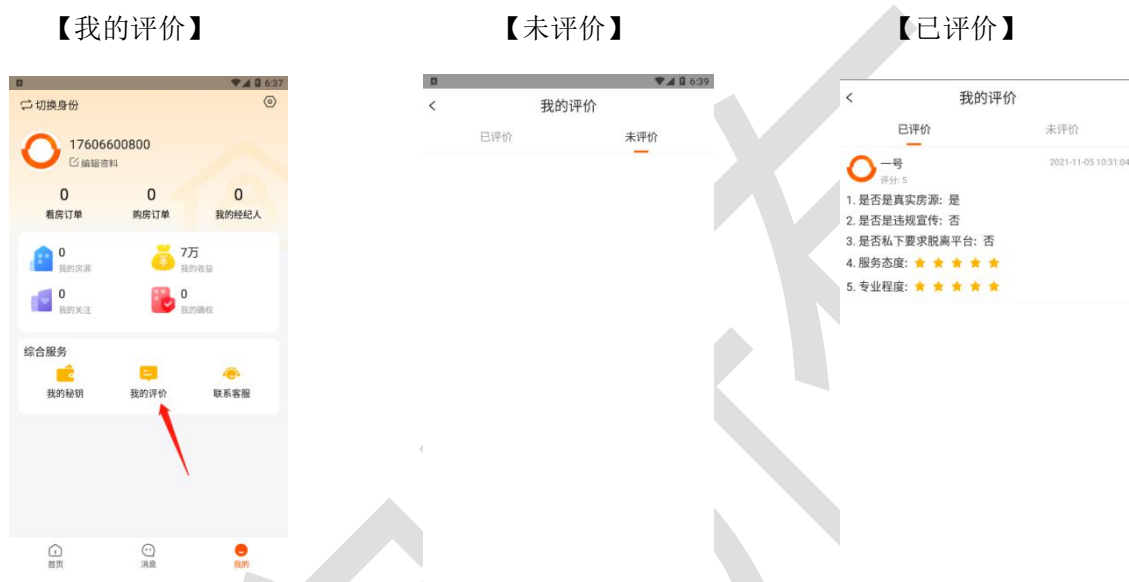 【我的评价】
【未评价】
【已评价】
6:37
切换身份
17606600800
编辑资料
0
0
0
看房订单
购房订单
我的经纪人
0
我的房源
7万
我的收益
0
我的关注
0
我的确权
综合服务
我的秘钥
我的评价
联系客服
首页
消息
我的
6:39
我的评价
已评价
未评价
我的评价
已评价
未评价
一号
2021-11-05 10:31:04
评分: 5
1. 是否是真实房源: 是
2. 是否是违规宣传: 否
3. 是否私下要求脱离平台: 否
4. 服务态度: ★ ★ ★ ★ ★
5. 专业程度: ★ ★ ★ ★ ★